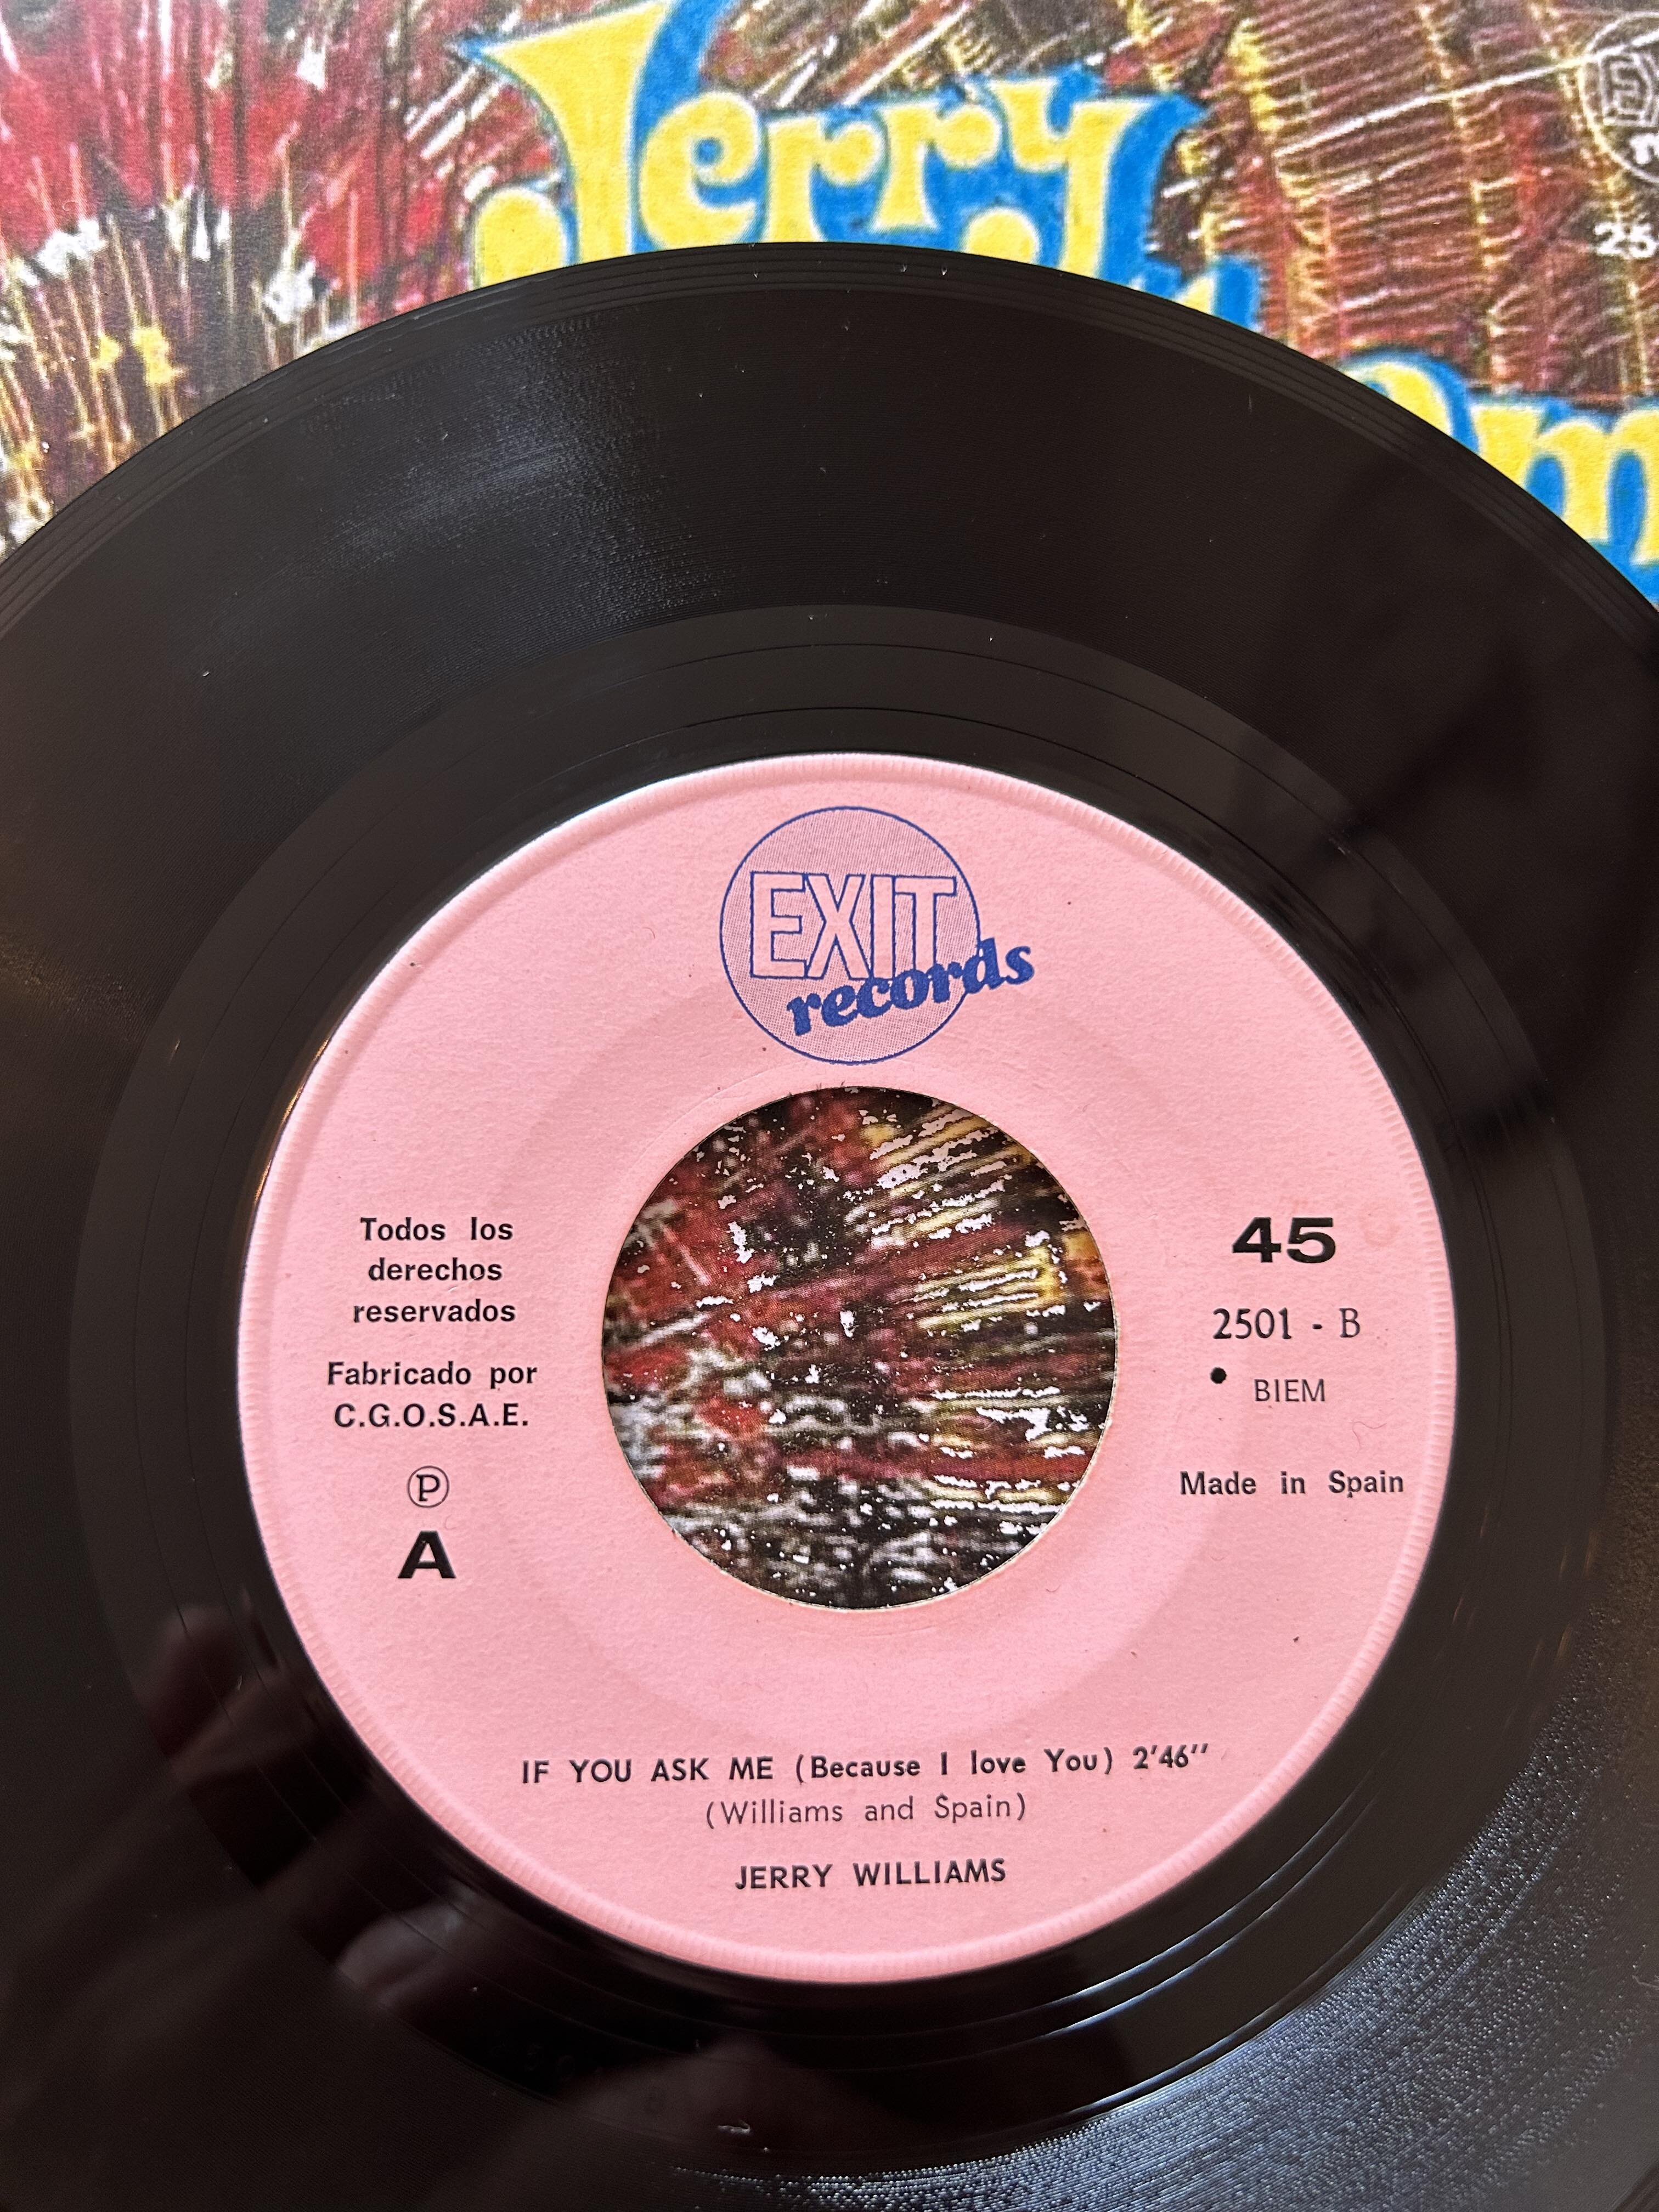 Jerry
EXIT
records
Todos los
derechos
reservados
Fabricado por
C.G.O.S.A.E.
Ⓟ
A
45
2501 - B
• BIEM
Made in Spain
IF YOU ASK ME (Because I love You) 2'46''
(Williams and Spain)
JERRY WILLIAMS